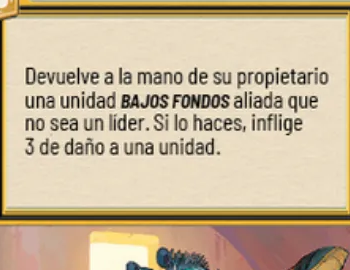 Devuelve a la mano de su propietario
una unidad BAJOS FONDOS aliada que
no sea un líder. Si lo haces, inflige
3 de daño a una unidad.